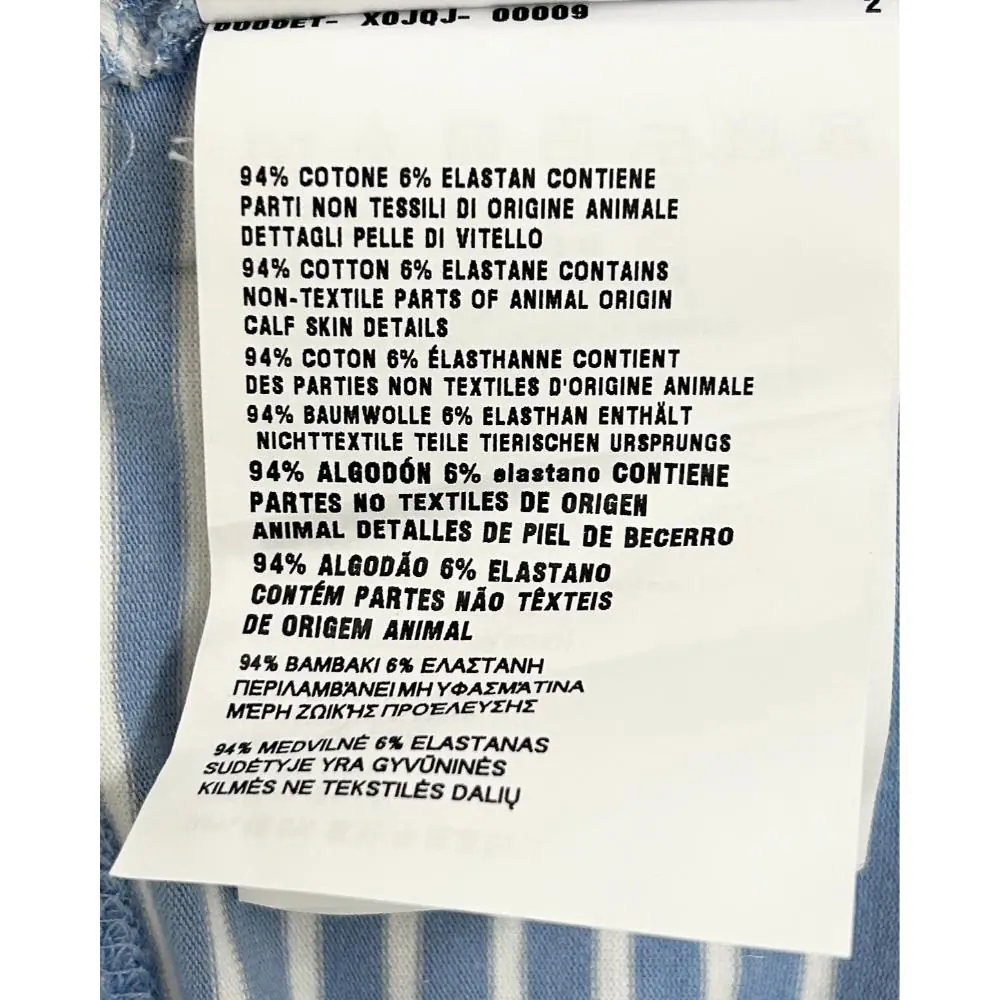 X0JQJ- 00009
2
94% COTONE 6% ELASTAN CONTIENE
PARTI NON TESSILI DI ORIGINE ANIMALE
DETTAGLI PELLE DI VITELLO
94% COTTON 6% ELASTANE CONTAINS
NON-TEXTILE PARTS OF ANIMAL ORIGIN
CALF SKIN DETAILS
94% COTON 6% ÉLASTHANNE CONTIENT
DES PARTIES NON TEXTILES D'ORIGINE ANIMALE
94% BAUMWOLLE 6% ELASTHAN ENTHÄLT
NICHTTEXTILE TEILE TIERISCHEN URSPRUNGS
94% ALGODÓN 6% elastano CONTIENE
PARTES NO TEXTILES DE ORIGEN
ANIMAL DETALLES DE PIEL DE BECERRO
94% ALGODÃO 6% ELASTANO
CONTÉM PARTES NÃO TÊXTEIS
DE ORIGEM ANIMAL
94% ΒΑΜΒΑΚΙ 6% ΕΛΑΣΤΑΝΗ
ΠΕΡΙΛΑΜΒΆΝΕΙ ΜΗ ΥΦΑΣΜΆΤΙΝΑ
ΜΈΡΗ ΖΩΙΚΉΣ ΠΡΟΈΛΕΥΣΗΣ
94% MEDVILNĖ 6% ELASTANAS
SUDĖTYJE YRA GYVŪNINĖS
KILMĖS NE TEKSTILĖS DALIŲ